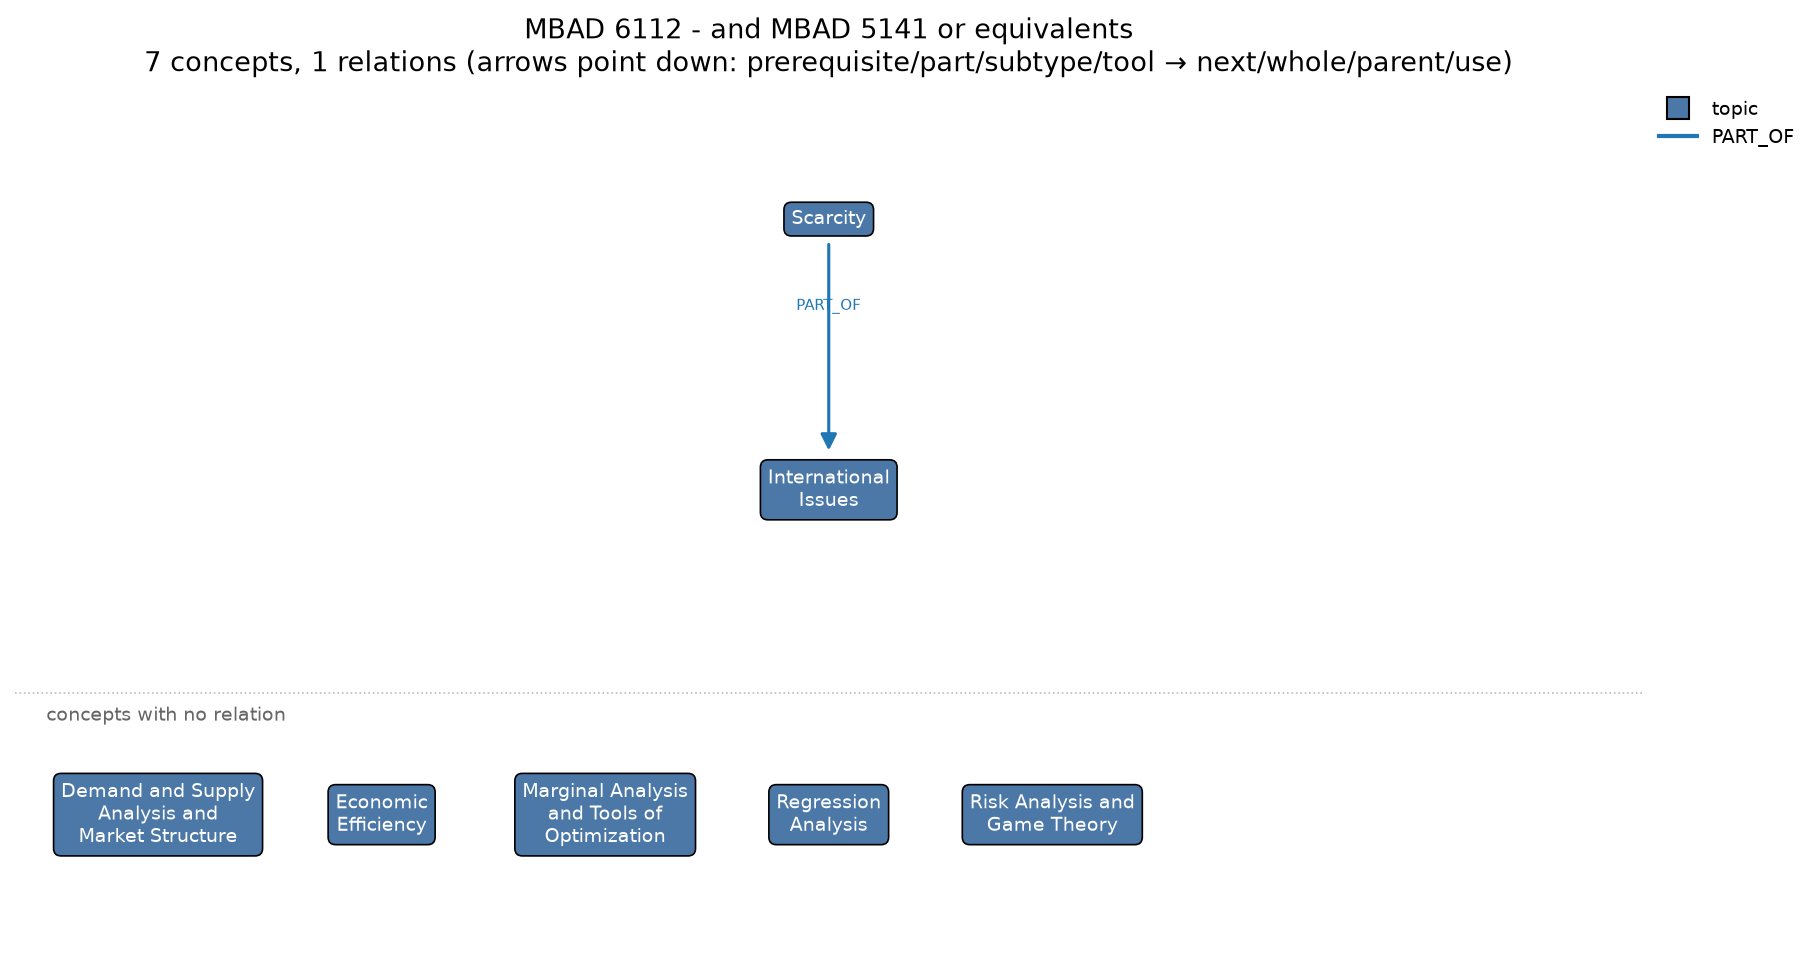 MBAD 6112 - and MBAD 5141 or equivalents
7 concepts, 1 relations (arrows point down: prerequisite/part/subtype/tool → next/whole/parent/use)
topic
PART_OF
Scarcity
PART_OF
International
Issues
concepts with no relation
Demand and Supply
Analysis and
Market Structure
Economic
Efficiency
Marginal Analysis
and Tools of
Optimization
Regression
Analysis
Risk Analysis and
Game Theory